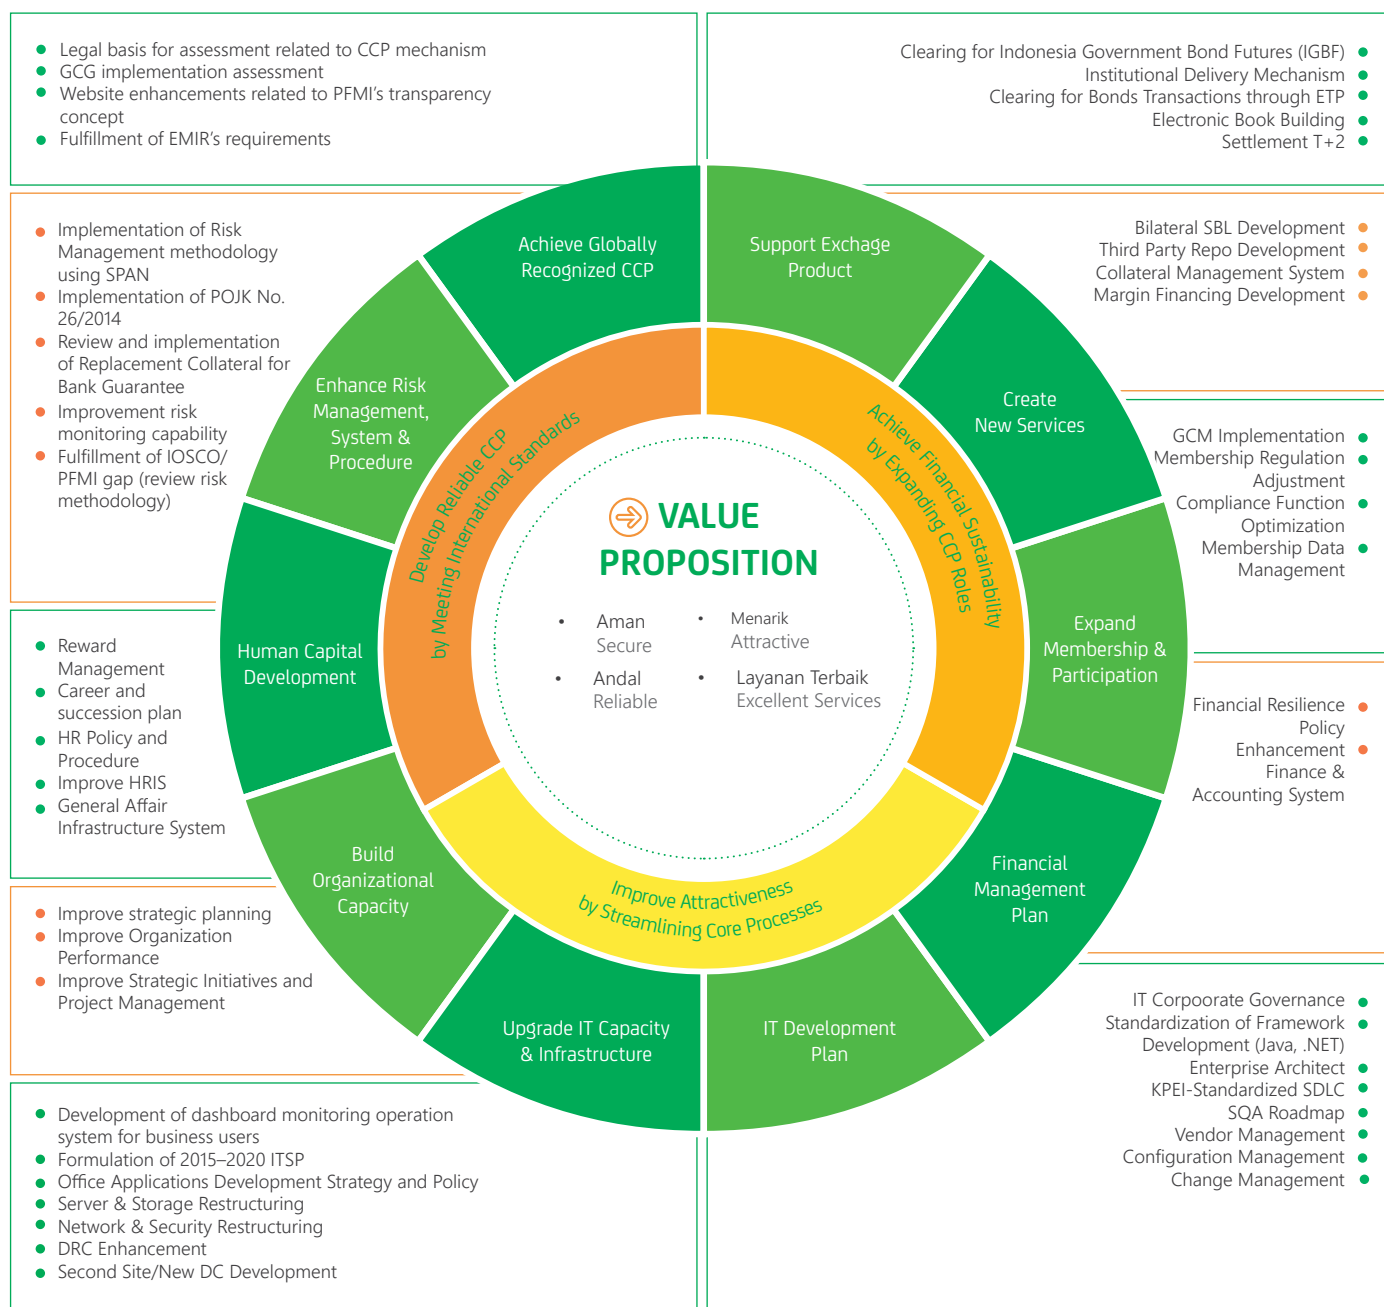 Legal basis for assessment related to CCP mechanism
GCG implementation assessment
Website enhancements related to PFMI's transparency
concept
Fulfillment of EMIR's requirements
Clearing for Indonesia Government Bond Futures (IGBF)
Institutional Delivery Mechanism
Clearing for Bonds Transactions through ETP
Electronic Book Building
Settlement T+2
Implementation of Risk
Management methodology
using SPAN
Implementation of POJK No.
26/2014
Review and implementation
of Replacement Collateral for
Bank Guarantee
Improvement risk
monitoring capability
Fulfillment of IOSCO/
PFMI gap (review risk
methodology)
Bilateral SBL Development
Third Party Repo Development
Collateral Management System
Margin Financing Development
GCM Implementation
Membership Regulation
Adjustment
Compliance Function
Optimization
Membership Data
Management
Reward
Management
Career and
succession plan
HR Policy and
Procedure
Improve HRIS
General Affair
Infrastructure System
Financial Resilience
Policy
Enhancement
Finance &
Accounting System
Improve strategic planning
Improve Organization
Performance
Improve Strategic Initiatives and
Project Management
IT Corpoorate Governance
Standardization of Framework
Development (Java, .NET)
Enterprise Architect
KPEI-Standardized SDLC
SQA Roadmap
Vendor Management
Configuration Management
Change Management
Development of dashboard monitoring operation
system for business users
Formulation of 2015–2020 ITSP
Office Applications Development Strategy and Policy
Server & Storage Restructuring
Network & Security Restructuring
DRC Enhancement
Second Site/New DC Development
Achieve Globally
Recognized CCP
Support Exchage
Product
Create
New Services
Expand
Membership &
Participation
Financial
Management
Plan
IT Development
Plan
Upgrade IT Capacity
& Infrastructure
Build
Organizational
Capacity
Human Capital
Development
Enhance Risk
Management,
System &
Procedure
Develop Reliable CCP
by Meeting International Standards
Achieve Financial Sustainability
by Expanding CCP Roles
Improve Attractiveness
by Streamlining Core Processes
VALUE
PROPOSITION
Aman
Secure
Menarik
Attractive
Andal
Reliable
Layanan Terbaik
Excellent Services